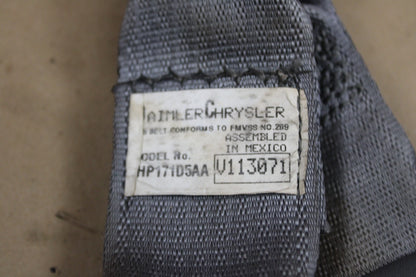 AIMLERCHRYSLER
BELT CONFORMS TO FMVSS NO.209
ASSEMBLED
IN MEXICO
ODEL No.
HP171D5AA V113071